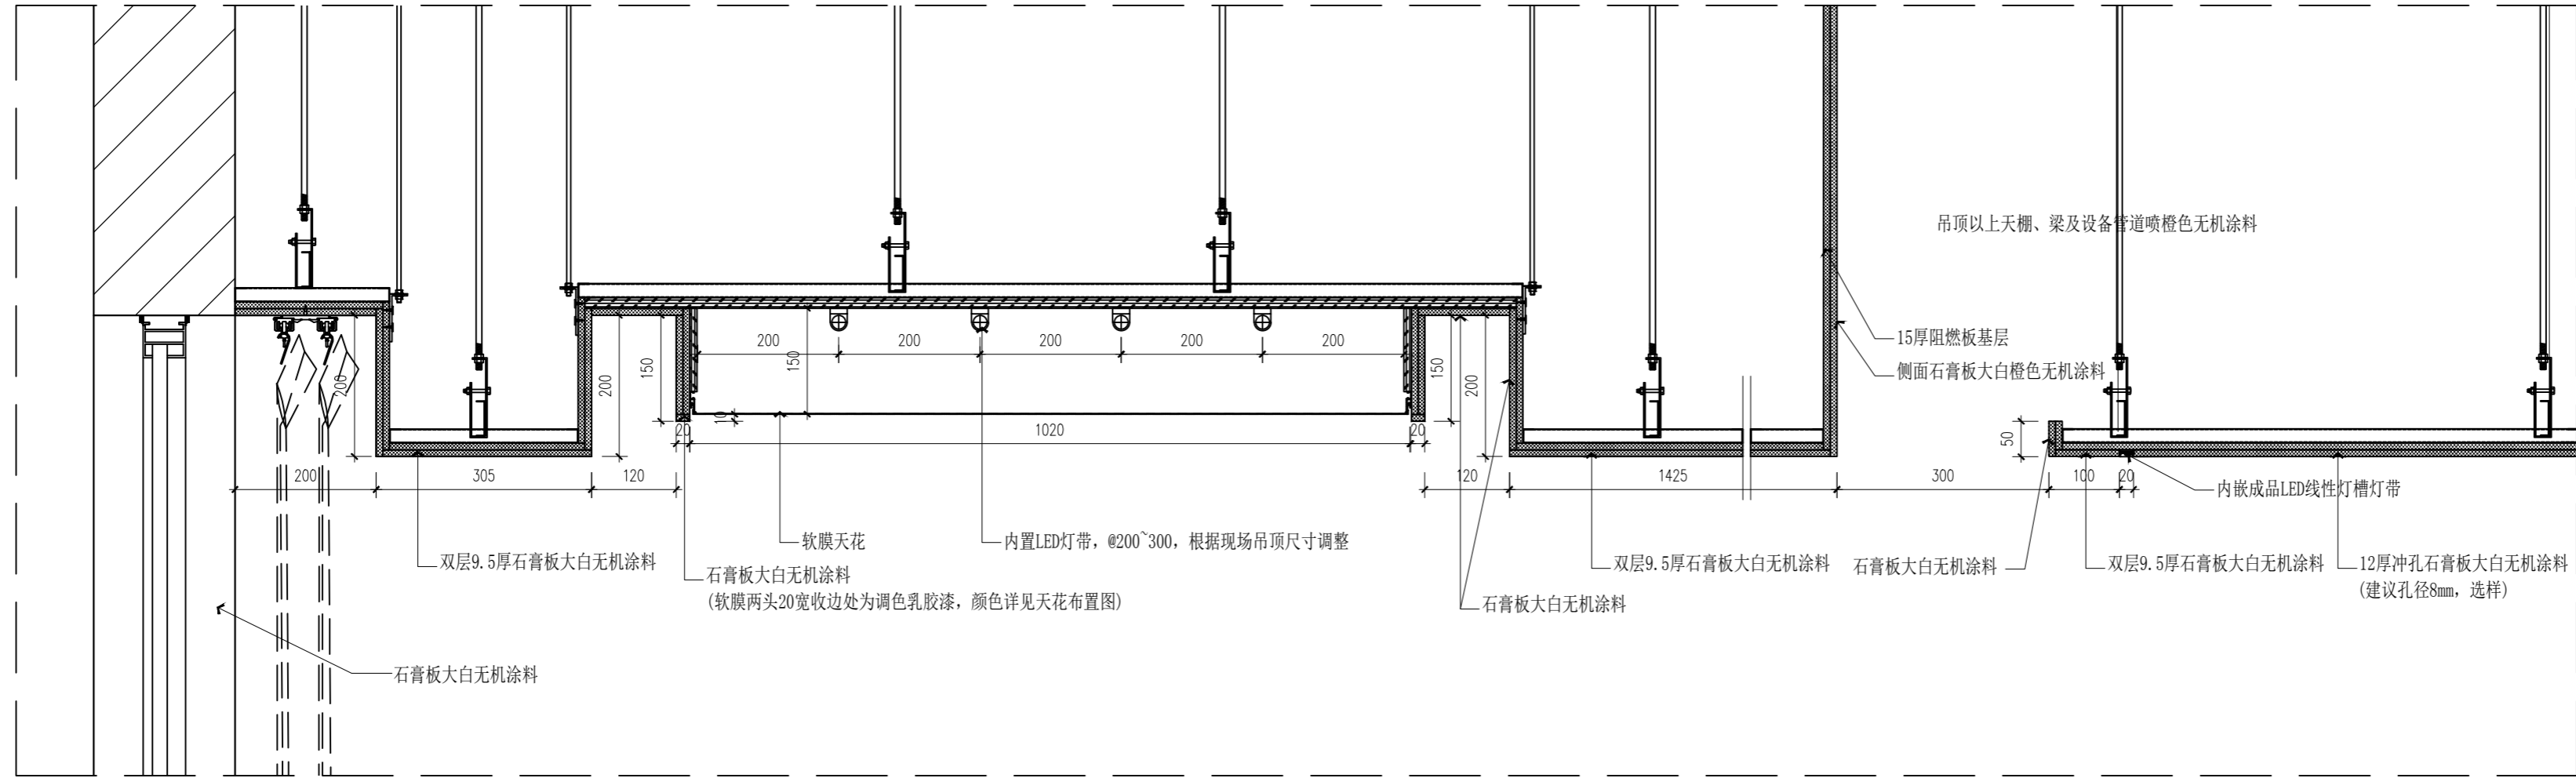 吊顶以上天棚、梁及设备管道喷橙色无机涂料
15厚阻燃板基层
侧面石膏板大白橙色无机涂料
200
200
200
200
200
150
200
200
150
150
150
200
50
10
20
1020
20
200
305
120
120
1425
300
100
20
内嵌成品LED线性灯槽灯带
软膜天花
内置LED灯带，@200~300，根据现场吊顶尺寸调整
双层9.5厚石膏板大白无机涂料
双层9.5厚石膏板大白无机涂料
石膏板大白无机涂料
双层9.5厚石膏板大白无机涂料
12厚冲孔石膏板大白无机涂料
(建议孔径8mm，选样)
石膏板大白无机涂料
(软膜两头20宽收边处为调色乳胶漆，颜色详见天花布置图)
石膏板大白无机涂料
石膏板大白无机涂料